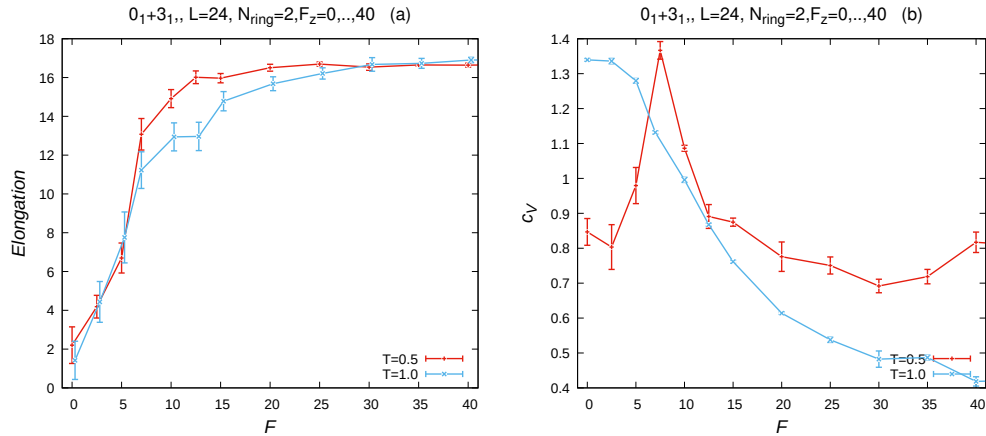 0₁+3₁,, L=24, N_ring=2,F_z=0,..,40 (a)
18
16
14
12
10
8
6
4
2
0
Elongation
T=0.5
T=1.0
0 5 10 15 20 25 30 35 40
F
0₁+3₁,, L=24, N_ring=2,F_z=0,..,40 (b)
1.4
1.3
1.2
1.1
1
0.9
0.8
0.7
0.6
0.5
0.4
c_V
T=0.5
T=1.0
0 5 10 15 20 25 30 35 40
F